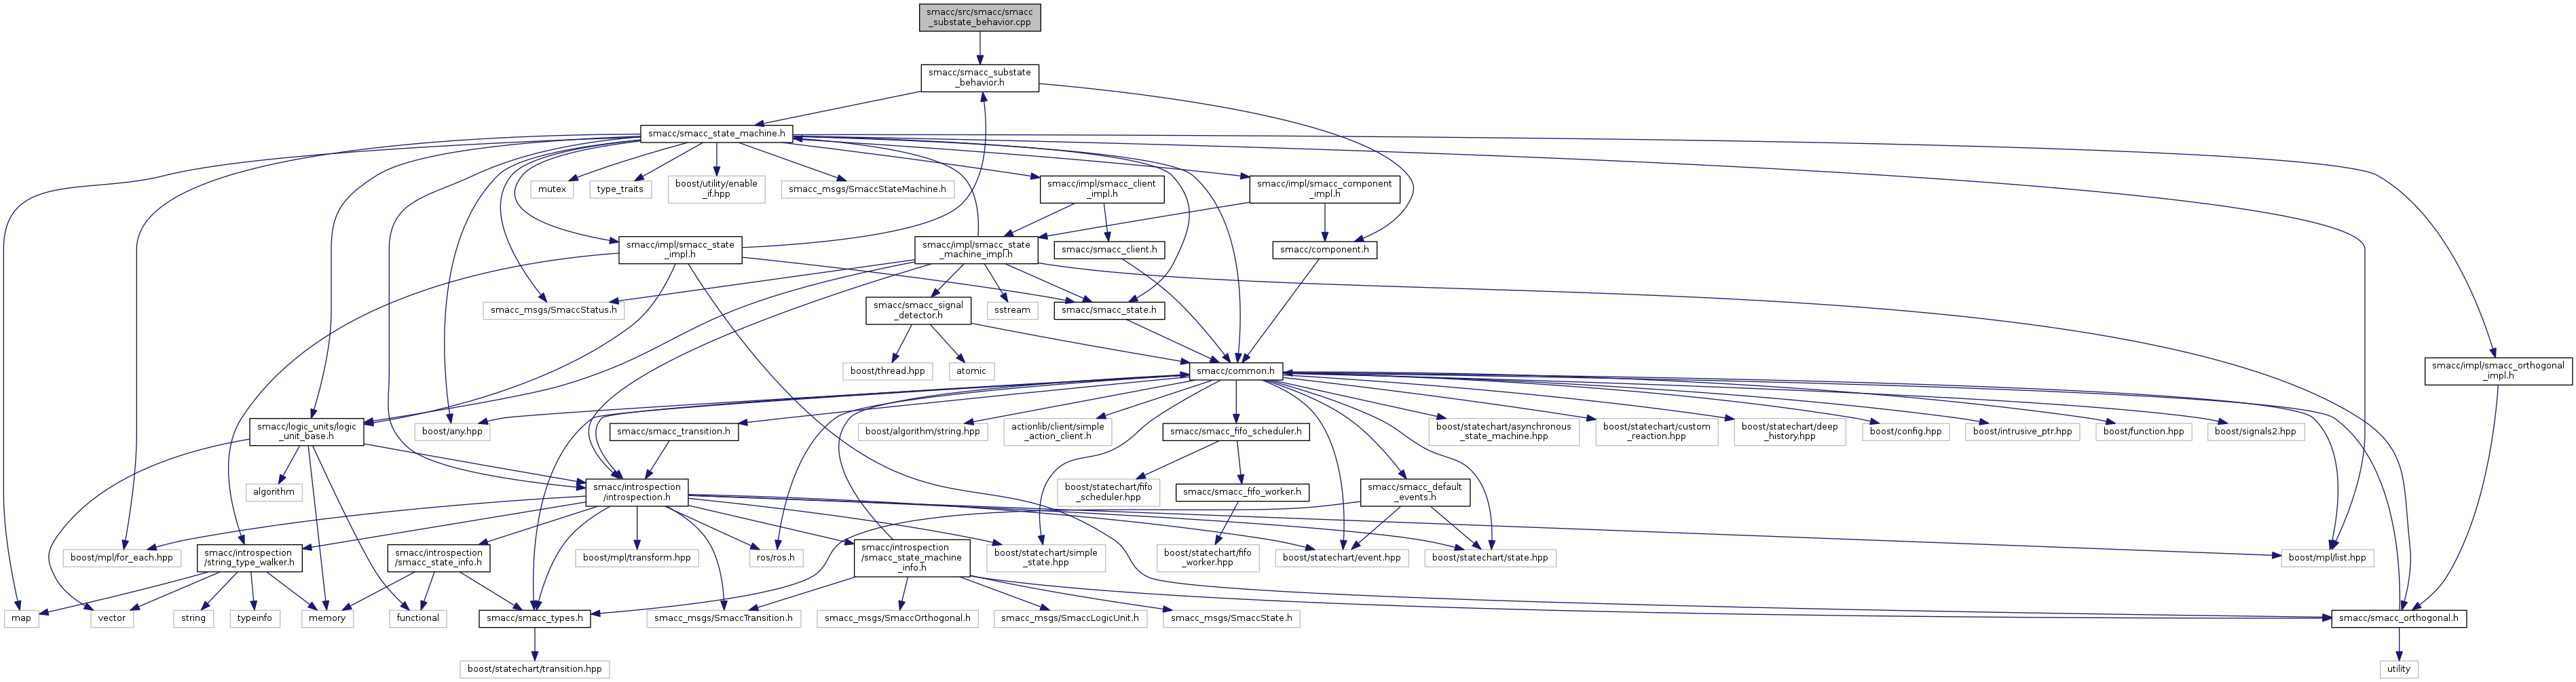 smacc/src/smacc/smacc
_substate_behavior.cpp
smacc/smacc_substate
_behavior.h
smacc/smacc_state_machine.h
mutex
type_traits
boost/utility/enable
_if.hpp
smacc_msgs/SmaccStateMachine.h
smacc/impl/smacc_client
_impl.h
smacc/impl/smacc_component
_impl.h
smacc/impl/smacc_state
_impl.h
smacc/impl/smacc_state
_machine_impl.h
smacc/smacc_client.h
smacc/component.h
smacc_msgs/SmaccStatus.h
smacc/smacc_signal
_detector.h
sstream
smacc/smacc_state.h
boost/thread.hpp
atomic
smacc/common.h
smacc/impl/smacc_orthogonal
_impl.h
smacc/logic_units/logic
_unit_base.h
boost/any.hpp
smacc/smacc_transition.h
boost/algorithm/string.hpp
actionlib/client/simple
_action_client.h
smacc/smacc_fifo_scheduler.h
boost/statechart/asynchronous
_state_machine.hpp
boost/statechart/custom
_reaction.hpp
boost/statechart/deep
_history.hpp
boost/config.hpp
boost/intrusive_ptr.hpp
boost/function.hpp
boost/signals2.hpp
algorithm
smacc/introspection
/introspection.h
boost/statechart/fifo
_scheduler.hpp
smacc/smacc_fifo_worker.h
smacc/smacc_default
_events.h
boost/mpl/for_each.hpp
smacc/introspection
/string_type_walker.h
smacc/introspection
/smacc_state_info.h
boost/mpl/transform.hpp
ros/ros.h
smacc/introspection
/smacc_state_machine
_info.h
boost/statechart/simple
_state.hpp
boost/statechart/fifo
_worker.hpp
boost/statechart/event.hpp
boost/statechart/state.hpp
boost/mpl/list.hpp
map
vector
string
typeinfo
memory
functional
smacc/smacc_types.h
smacc_msgs/SmaccTransition.h
smacc_msgs/SmaccOrthogonal.h
smacc_msgs/SmaccLogicUnit.h
smacc_msgs/SmaccState.h
smacc/smacc_orthogonal.h
boost/statechart/transition.hpp
utility